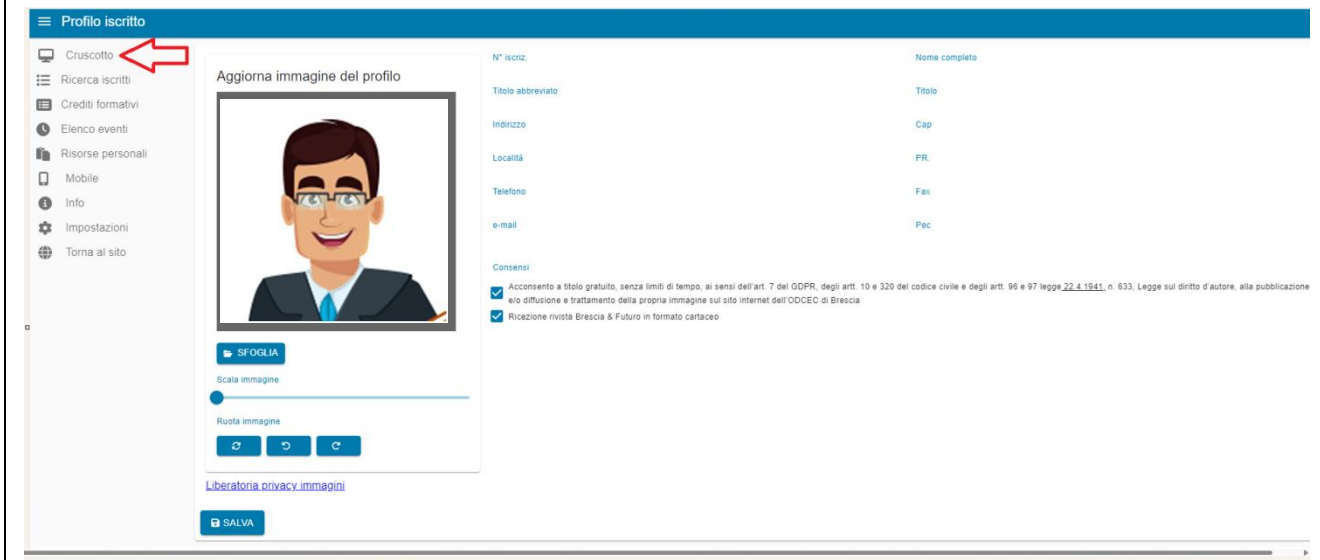 Profilo iscritto
Cruscotto
Ricerca iscritti
Crediti formativi
Elenco eventi
Risorse personali
Mobile
Info
Impostazioni
Torna al sito
Aggiorna immagine del profilo
SFOGLIA
Scala immagine
Ruota immagine
Liberatoria privacy immagini
SALVA
N° iscriz.
Nome completo
Titolo abbreviato
Titolo
Indirizzo
Cap
Località
PR.
Telefono
Fax
e-mail
Pec
Consensi
Acconsento a titolo gratuito, senza limiti di tempo, ai sensi dell'art. 7 del GDPR, degli artt. 10 e 320 del codice civile e degli artt. 96 e 97 legge 22.4.1941, n. 633, Legge sul diritto d'autore, alla pubblicazione
e/o diffusione e trattamento della propria immagine sul sito internet dell'ODCEC di Brescia
Ricezione rivista Brescia & Futuro in formato cartaceo